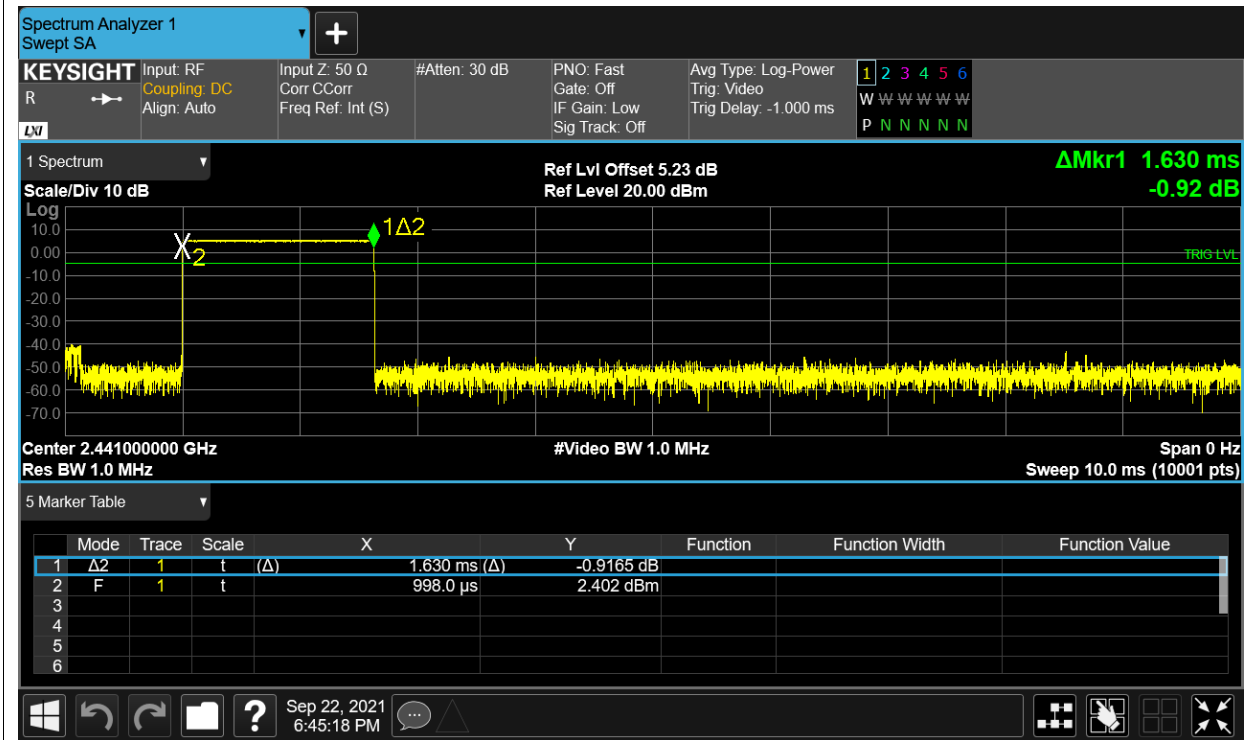 Spectrum Analyzer 1
Swept SA
KEYSIGHT
R
LXI
Input: RF
Coupling: DC
Align: Auto
Input Z: 50 Ω
Corr CCorr
Freq Ref: Int (S)
#Atten: 30 dB
PNO: Fast
Gate: Off
IF Gain: Low
Sig Track: Off
Avg Type: Log-Power
Trig: Video
Trig Delay: -1.000 ms
1 2 3 4 5 6
W W W W W W
P N N N N N
1 Spectrum
Scale/Div 10 dB
Ref Lvl Offset 5.23 dB
Ref Level 20.00 dBm
ΔMkr1 1.630 ms
-0.92 dB
Log
10.0
0.00
-10.0
-20.0
-30.0
-40.0
-50.0
-60.0
-70.0
1Δ2
2
TRIG LVL
Center 2.441000000 GHz
#Video BW 1.0 MHz
Span 0 Hz
Res BW 1.0 MHz
Sweep 10.0 ms (10001 pts)
5 Marker Table
Mode Trace Scale X Y Function Function Width Function Value
1 Δ2 1 t (Δ) 1.630 ms (Δ) -0.9165 dB
2 F 1 t 998.0 µs 2.402 dBm
3
4
5
6
?
Sep 22, 2021
6:45:18 PM